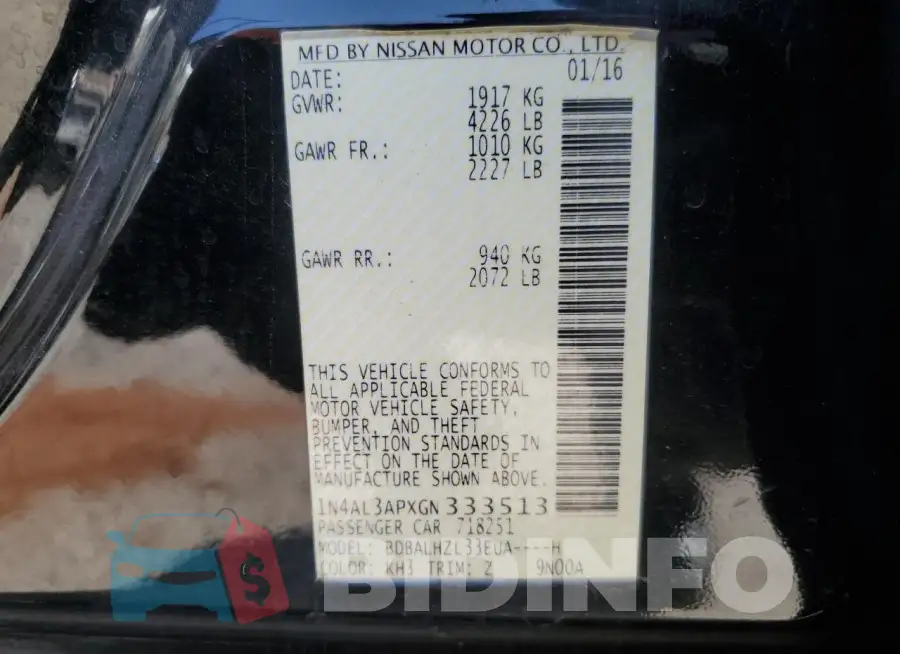 MFD BY NISSAN MOTOR CO., LTD.
DATE: 01/16
GVWR: 1917 KG
4226 LB
GAWR FR.: 1010 KG
2227 LB
GAWR RR.: 940 KG
2072 LB
THIS VEHICLE CONFORMS TO
ALL APPLICABLE FEDERAL
MOTOR VEHICLE SAFETY,
BUMPER, AND THEFT
PREVENTION STANDARDS IN
EFFECT ON THE DATE OF
MANUFACTURE SHOWN ABOVE.
1N4AL3APXGN333513
PASSENGER CAR 718251
MODEL: BDBALHZL33EUA----H
COLOR: KH3 TRIM: Z 9N00A
$ BIDINFO